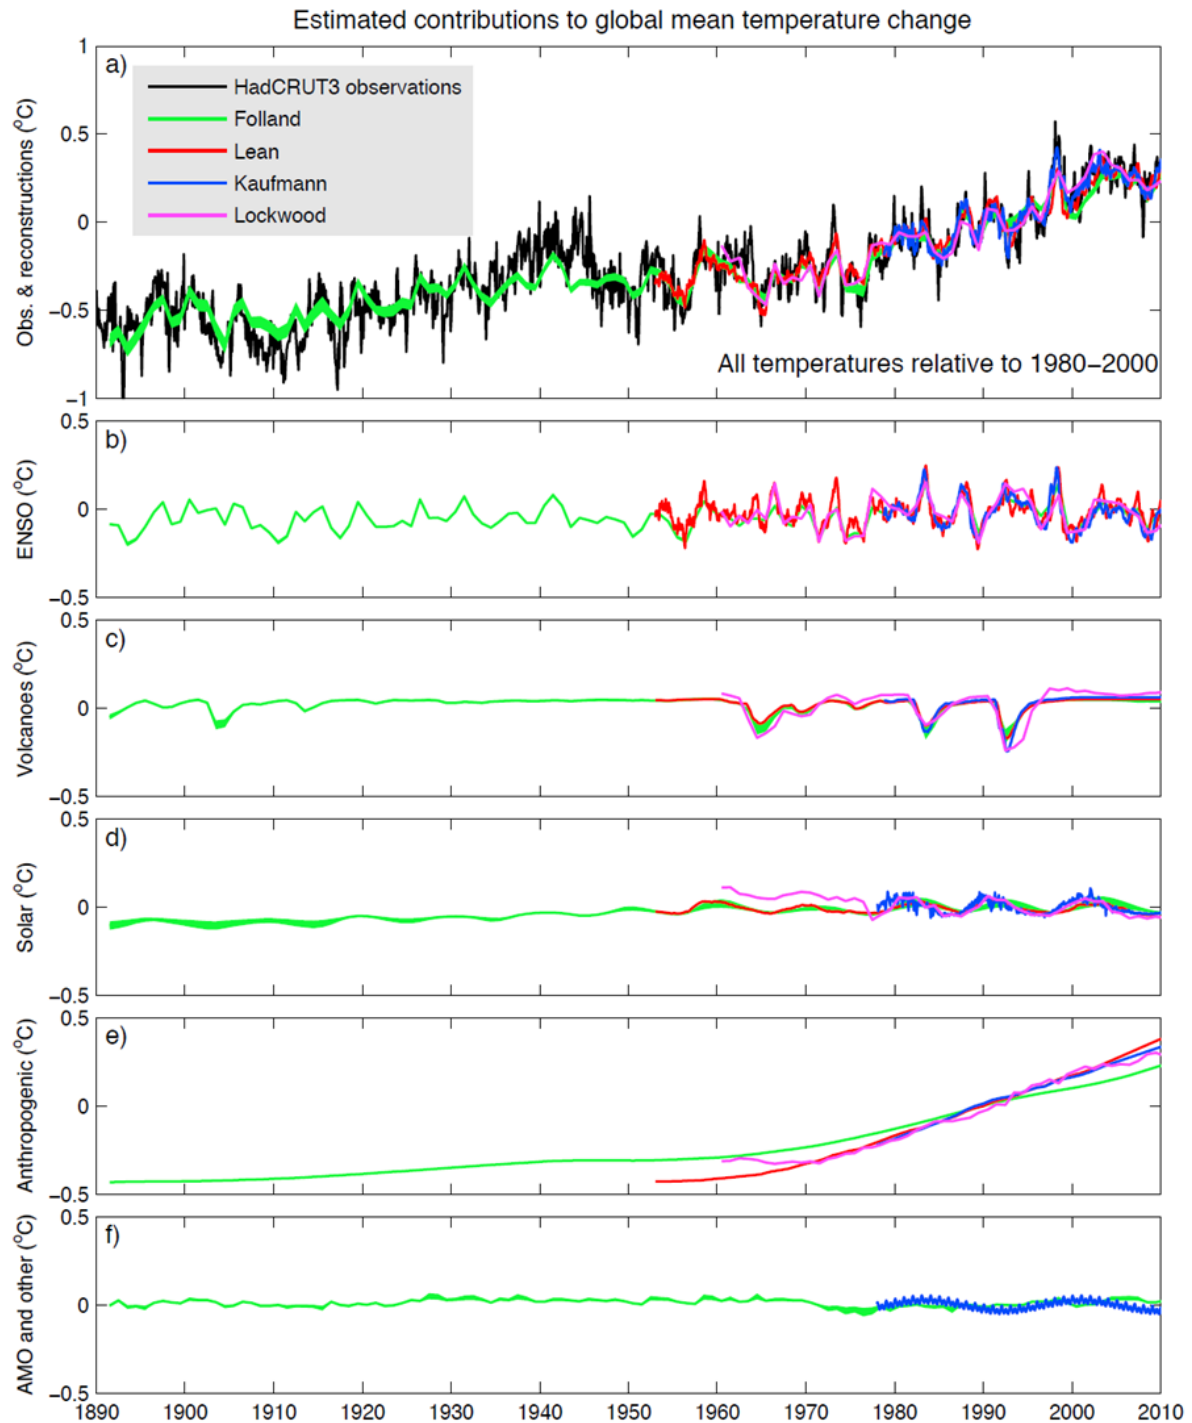 Estimated contributions to global mean temperature change
1
a)
HadCRUT3 observations
Folland
Lean
Kaufmann
Lockwood
0.5
0
−0.5
−1
Obs. & reconstructions (°C)
All temperatures relative to 1980−2000
0.5
b)
0
−0.5
ENSO (°C)
0.5
c)
0
−0.5
Volcanoes (°C)
0.5
d)
0
−0.5
Solar (°C)
0.5
e)
0
−0.5
Anthropogenic (°C)
0.5
f)
0
−0.5
AMO and other (°C)
1890 1900 1910 1920 1930 1940 1950 1960 1970 1980 1990 2000 2010